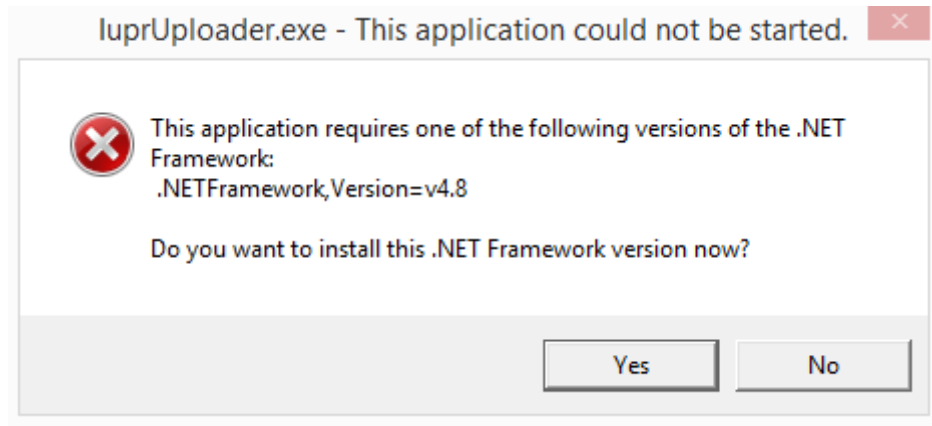 IuprUploader.exe - This application could not be started.
This application requires one of the following versions of the .NET
Framework:
.NETFramework,Version=v4.8
Do you want to install this .NET Framework version now?
Yes
No